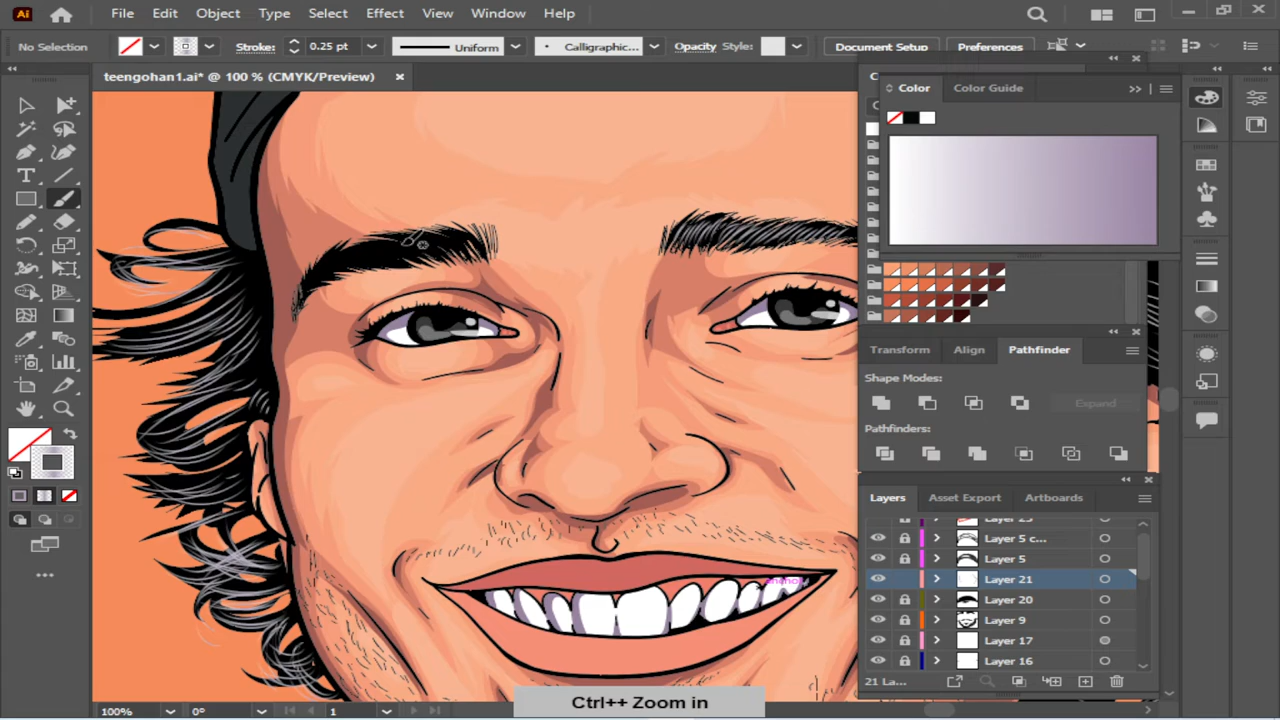 Ai File Edit Object Type Select Effect View Window Help
No Selection Stroke: 0.25 pt Uniform Calligraphic... Opacity Style: Document Setup Preferences
teengohan1.ai* @ 100 % (CMYK/Preview)
Color Color Guide
Transform Align Pathfinder
Shape Modes:
Expand
Pathfinders:
Layers Asset Export Artboards
Layer 5 c...
Layer 5
Layer 21
Layer 20
Layer 9
Layer 17
Layer 16
21 La...
100% 0° 1
Ctrl++ Zoom in